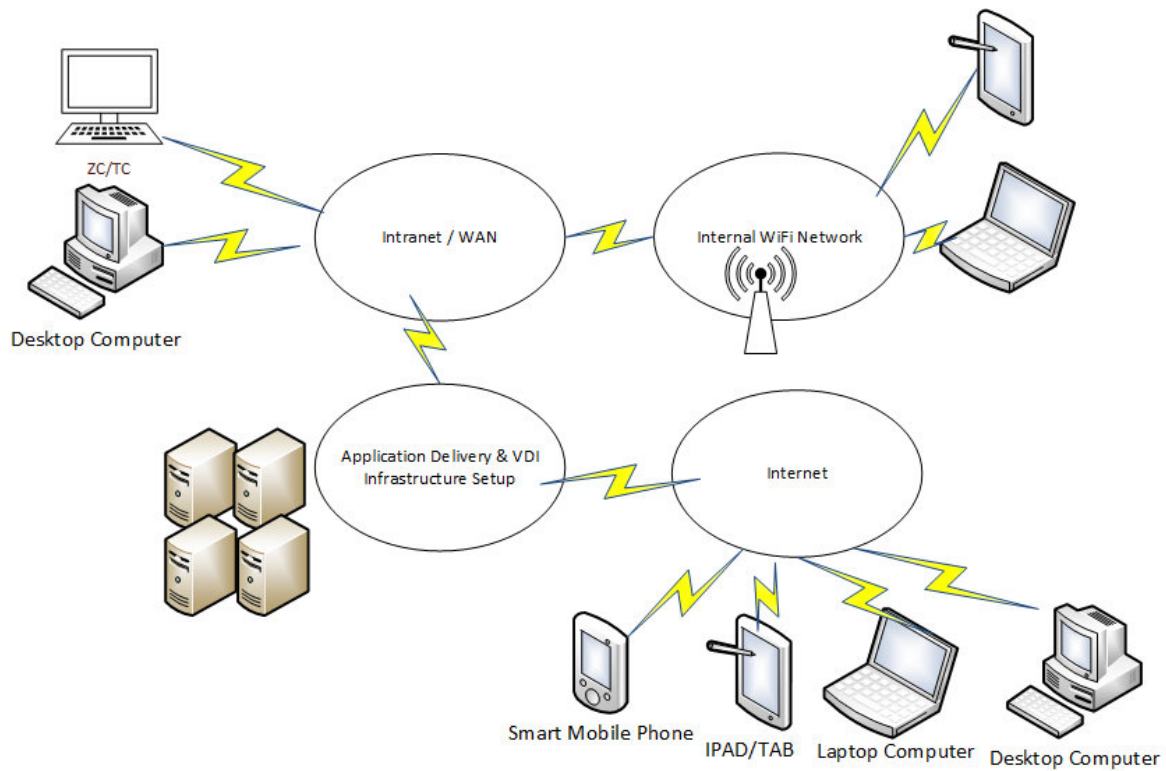 ZC/TC
Desktop Computer
Intranet / WAN
Internal WiFi Network
Application Delivery & VDI
Infrastructure Setup
Internet
Smart Mobile Phone
IPAD/TAB
Laptop Computer
Desktop Computer